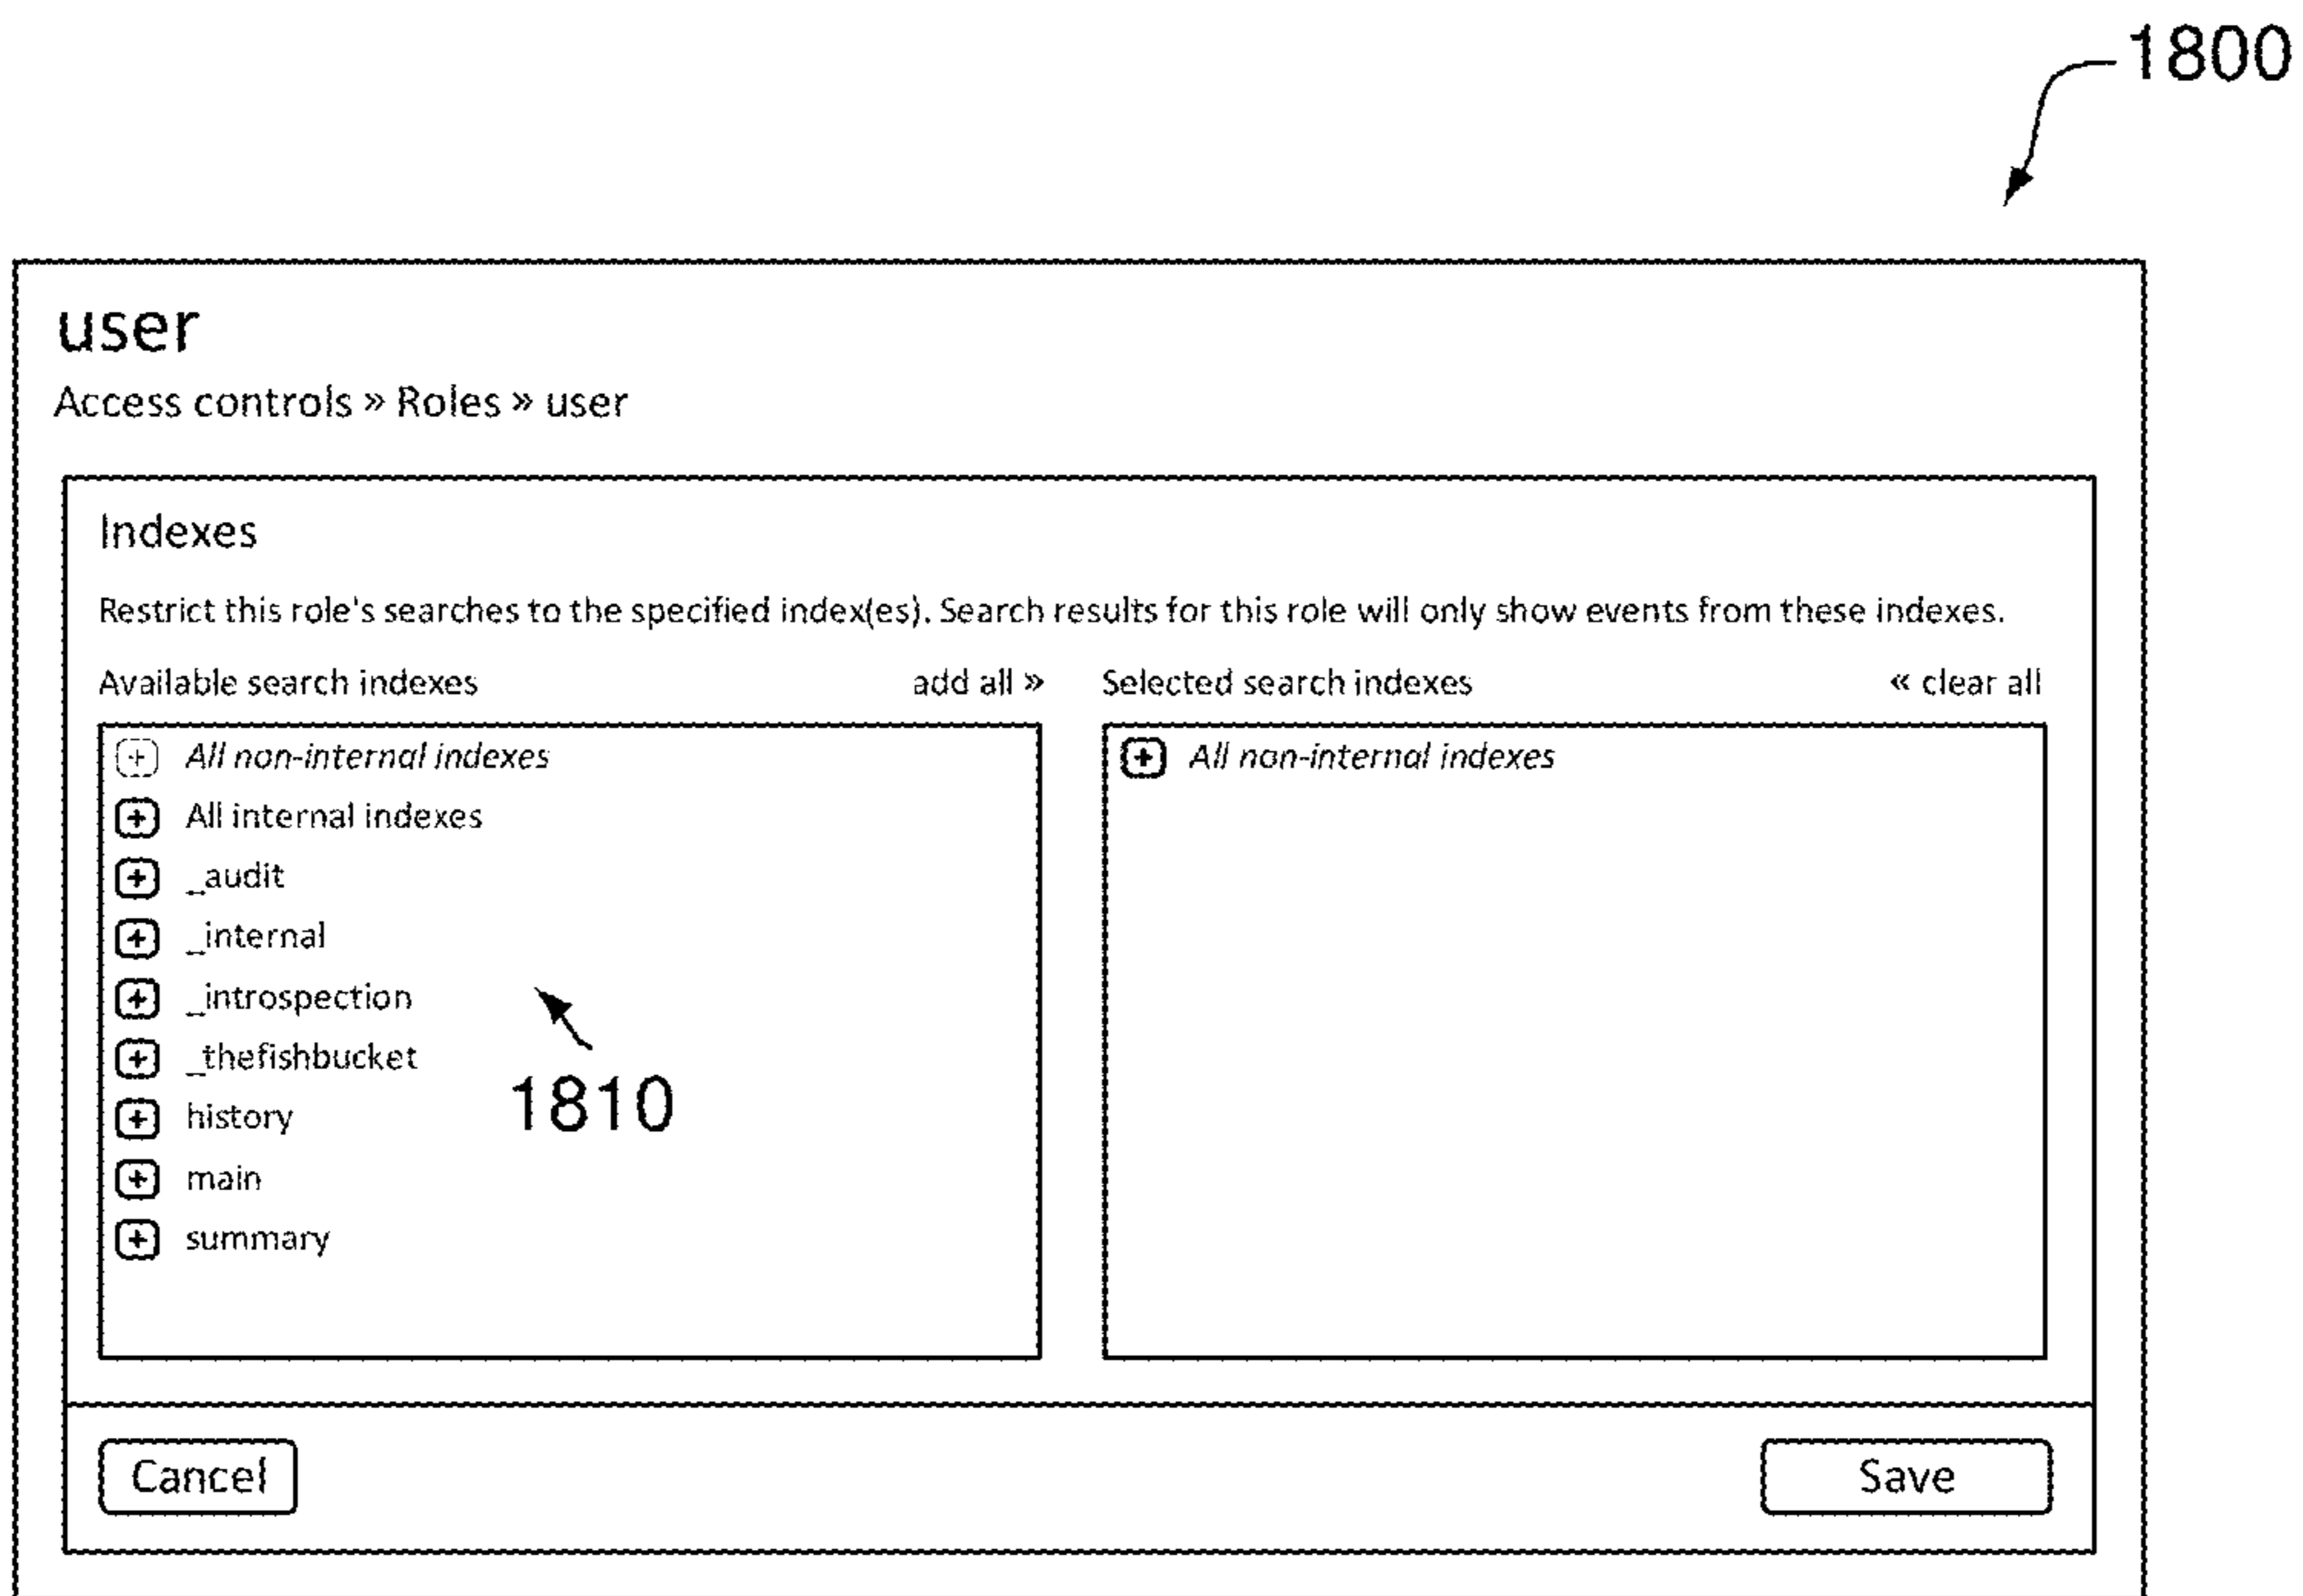 1800
user
Access controls » Roles » user
Indexes
Restrict this role's searches to the specified index(es). Search results for this role will only show events from these indexes.
Available search indexes add all » Selected search indexes « clear all
+ All non-internal indexes
+ All internal indexes
+ _audit
+ _internal
+ _introspection
+ _thefishbucket
+ history
+ main
+ summary
1810
+ All non-internal indexes
Cancel Save